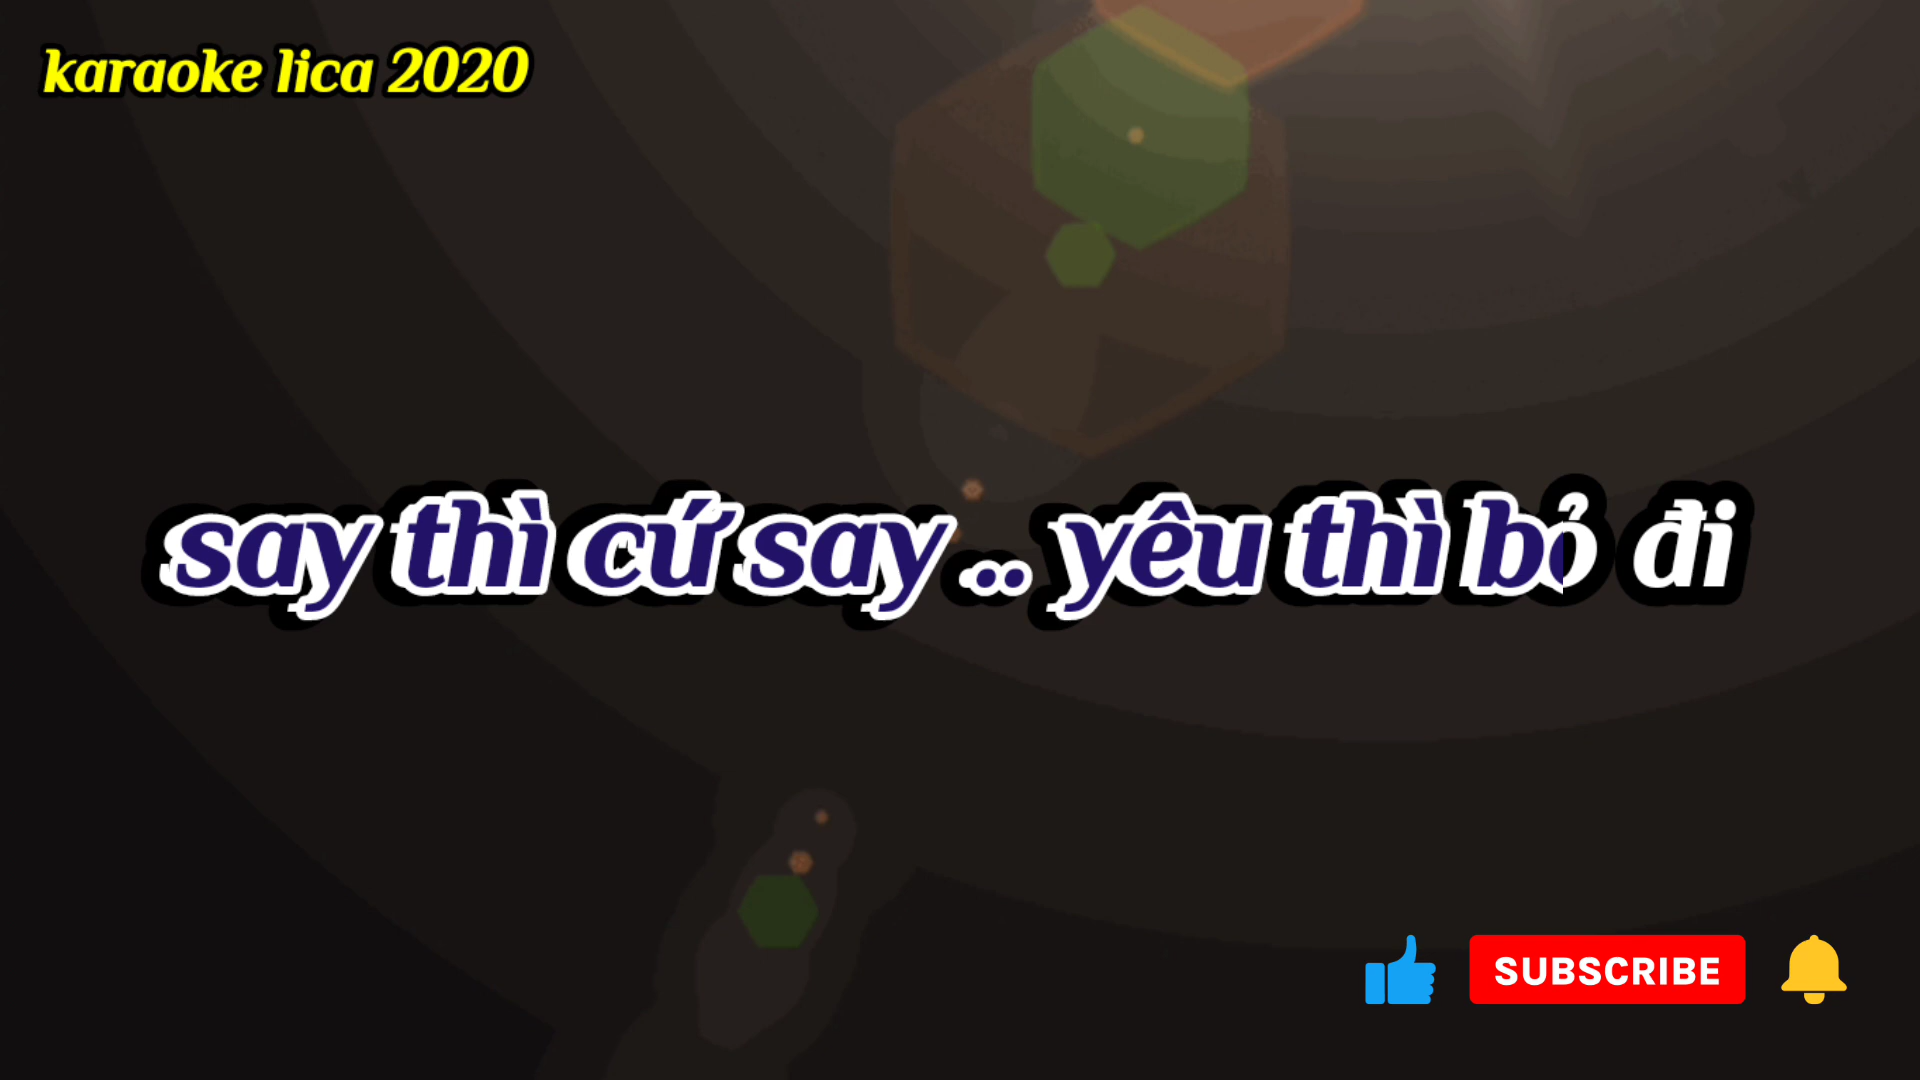 karaoke lica 2020
say thì cứ say .. yêu thì bỏ đi
SUBSCRIBE